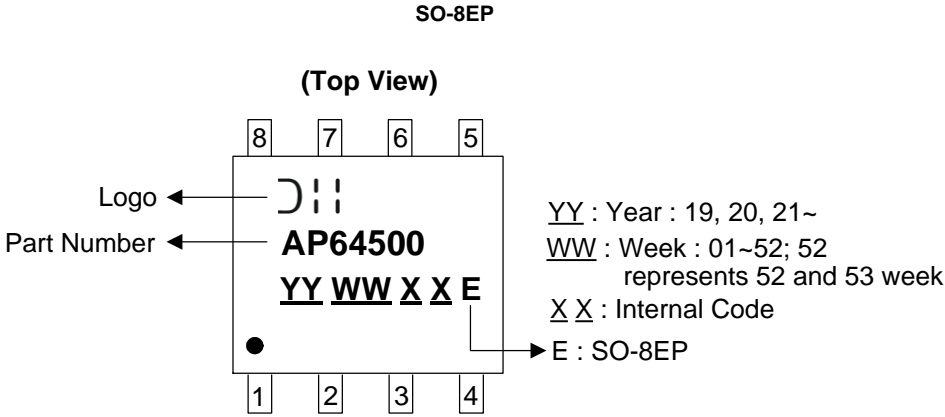 SO-8EP
(Top View)
8 7 6 5
Logo
Part Number
AP64500
YY WW X X E
YY : Year : 19, 20, 21~
WW : Week : 01~52; 52
represents 52 and 53 week
X X : Internal Code
E : SO-8EP
1 2 3 4